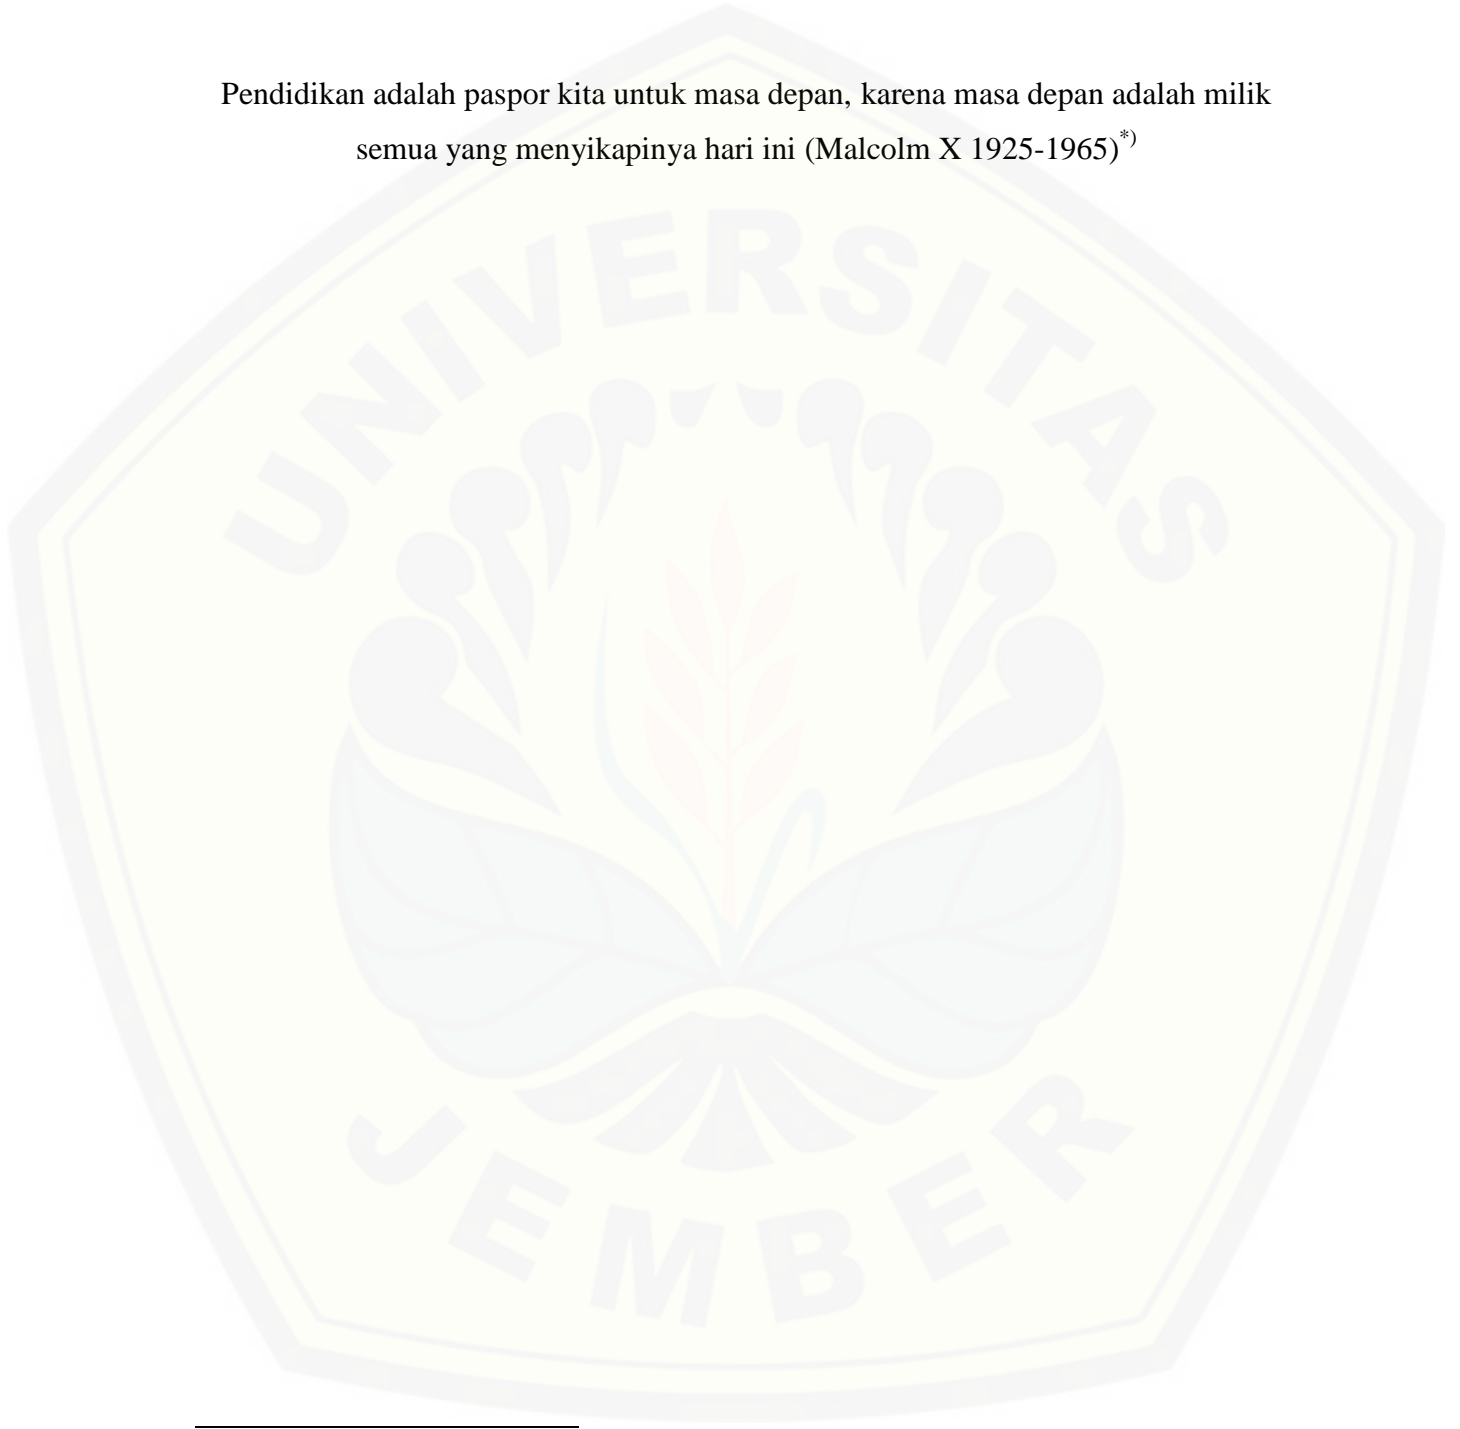 Pendidikan adalah paspor kita untuk masa depan, karena masa depan adalah milik
semua yang menyikapinya hari ini (Malcolm X 1925-1965)*)
UNIVERSITAS
JEMBER